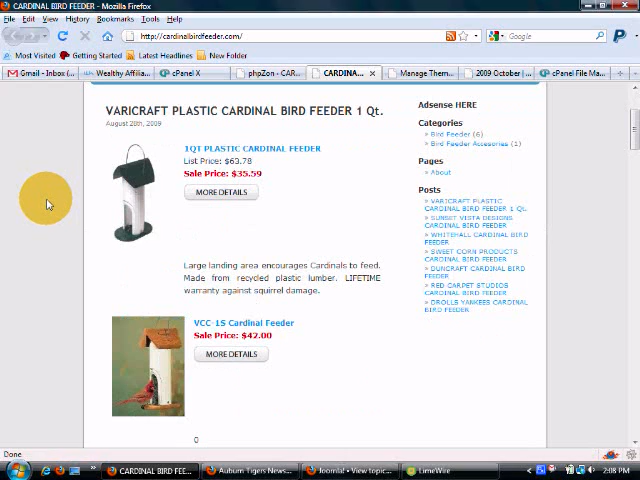 CARDINAL BIRD FEEDER - Mozilla Firefox
File Edit View History Bookmarks Tools Help
http://cardinalbirdfeeder.com/
Google
Most Visited Getting Started Latest Headlines New Folder
Gmail - Inbox (... Wealthy Affilia... cPanel X phpZon - CAR... CARDINA... Manage Them... 2009 October | ... cPanel File Ma...
VARICRAFT PLASTIC CARDINAL BIRD FEEDER 1 Qt.
August 28th, 2009
1QT PLASTIC CARDINAL FEEDER
List Price: $63.78
Sale Price: $35.59
MORE DETAILS
Large landing area encourages Cardinals to feed.
Made from recycled plastic lumber. LIFETIME
warranty against squirrel damage.
VCC-1S Cardinal Feeder
Sale Price: $42.00
MORE DETAILS
0
Adsense HERE
Categories
» Bird Feeder (6)
» Bird Feeder Accesories (1)
Pages
» About
Posts
» VARICRAFT PLASTIC
CARDINAL BIRD FEEDER 1 Qt.
» SUNSET VISTA DESIGNS
CARDINAL BIRD FEEDER
» WHITEHALL CARDINAL BIRD
FEEDER
» SWEET CORN PRODUCTS
CARDINAL BIRD FEEDER
» DUNCRAFT CARDINAL BIRD
FEEDER
» RED CARPET STUDIOS
CARDINAL BIRD FEEDER
» DROLLS YANKEES CARDINAL
BIRD FEEDER
Done
CARDINAL BIRD FEE... Auburn Tigers News... Joomla! • View topic... LimeWire 2:08 PM